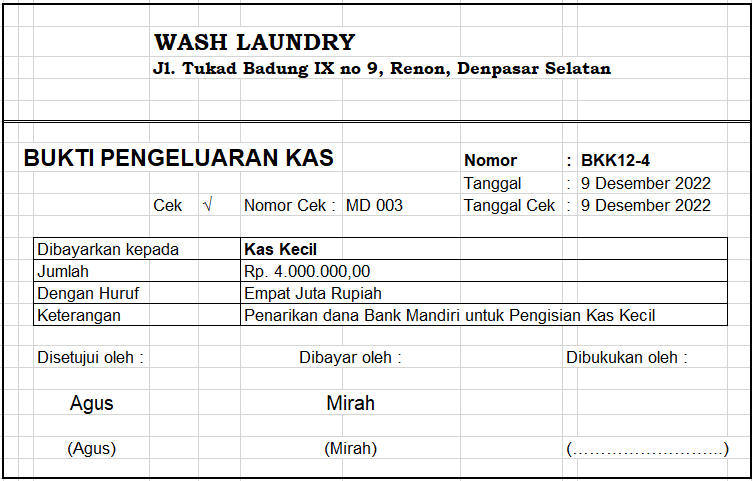 WASH LAUNDRY
Jl. Tukad Badung IX no 9, Renon, Denpasar Selatan
BUKTI PENGELUARAN KAS Nomor : BKK12-4
Tanggal : 9 Desember 2022
Cek √ Nomor Cek : MD 003 Tanggal Cek : 9 Desember 2022
Dibayarkan kepada Kas Kecil
Jumlah Rp. 4.000.000,00
Dengan Huruf Empat Juta Rupiah
Keterangan Penarikan dana Bank Mandiri untuk Pengisian Kas Kecil
Disetujui oleh : Dibayar oleh : Dibukukan oleh :
Agus Mirah
(Agus) (Mirah) (……………………..)